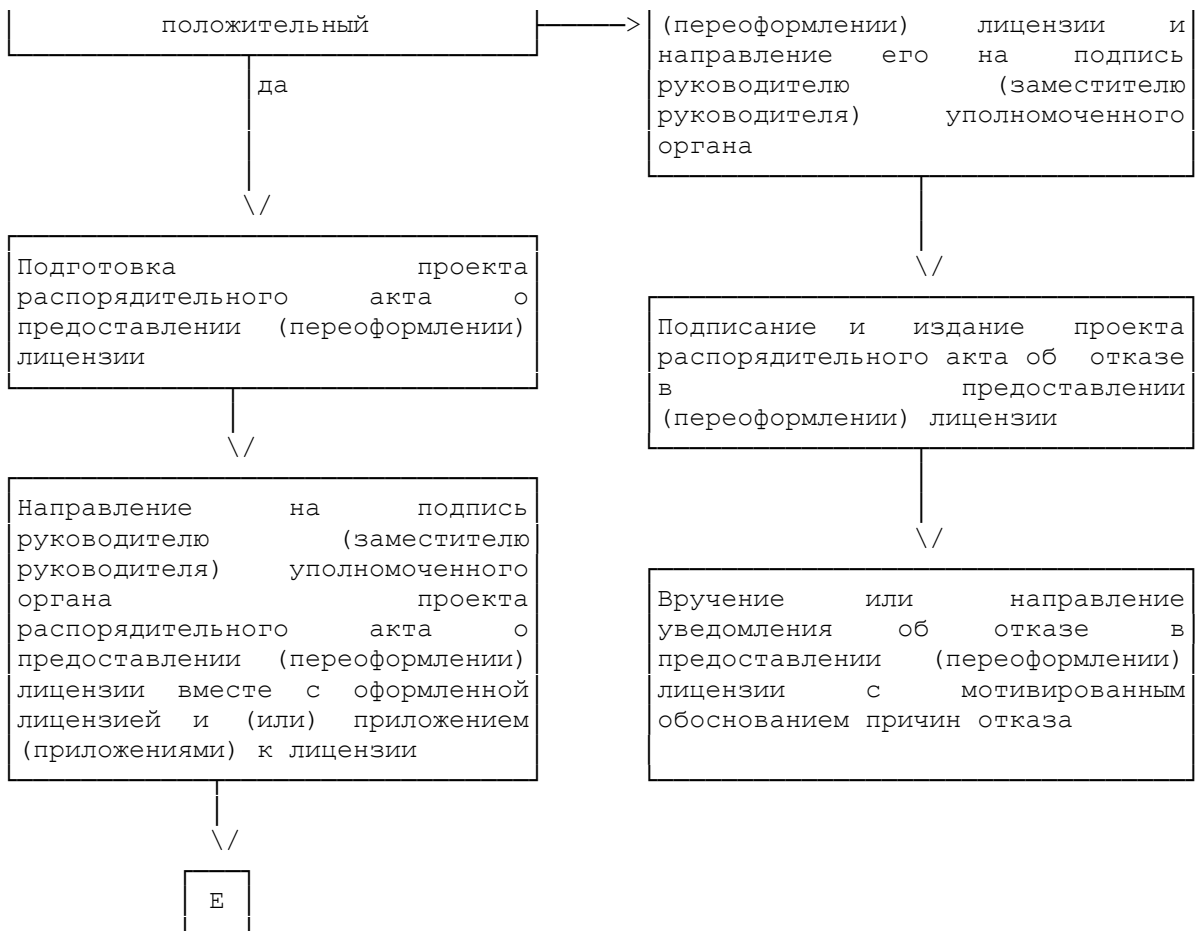 положительный
да
Подготовка проекта
распорядительного акта о
предоставлении (переоформлении)
лицензии
Направление на подпись
руководителю (заместителю
руководителя) уполномоченного
органа проекта
распорядительного акта о
предоставлении (переоформлении)
лицензии вместе с оформленной
лицензией и (или) приложением
(приложениями) к лицензии
Е
(переоформлении) лицензии и
направление его на подпись
руководителю (заместителю
руководителя) уполномоченного
органа
Подписание и издание проекта
распорядительного акта об отказе
в предоставлении
(переоформлении) лицензии
Вручение или направление
уведомления об отказе в
предоставлении (переоформлении)
лицензии с мотивированным
обоснованием причин отказа